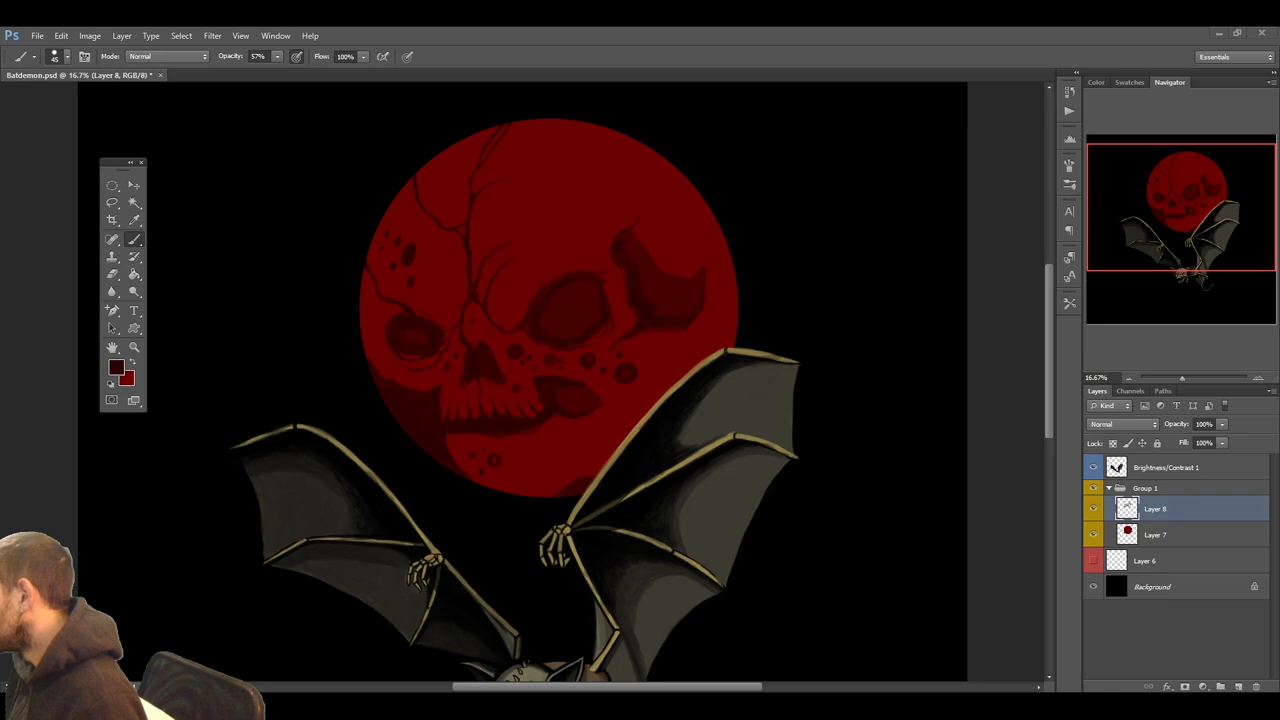 Ps File Edit Image Layer Type Select Filter View Window Help
45 Mode: Normal Opacity: 57% Flow: 100% Essentials
Batdemon.psd @ 16.7% (Layer 8, RGB/8) * ×
Color Swatches Navigator
16.67%
Layers Channels Paths
Kind
Normal Opacity: 100%
Lock: Fill: 100%
Brightness/Contrast 1
Group 1
Layer 8
Layer 7
Layer 6
Background